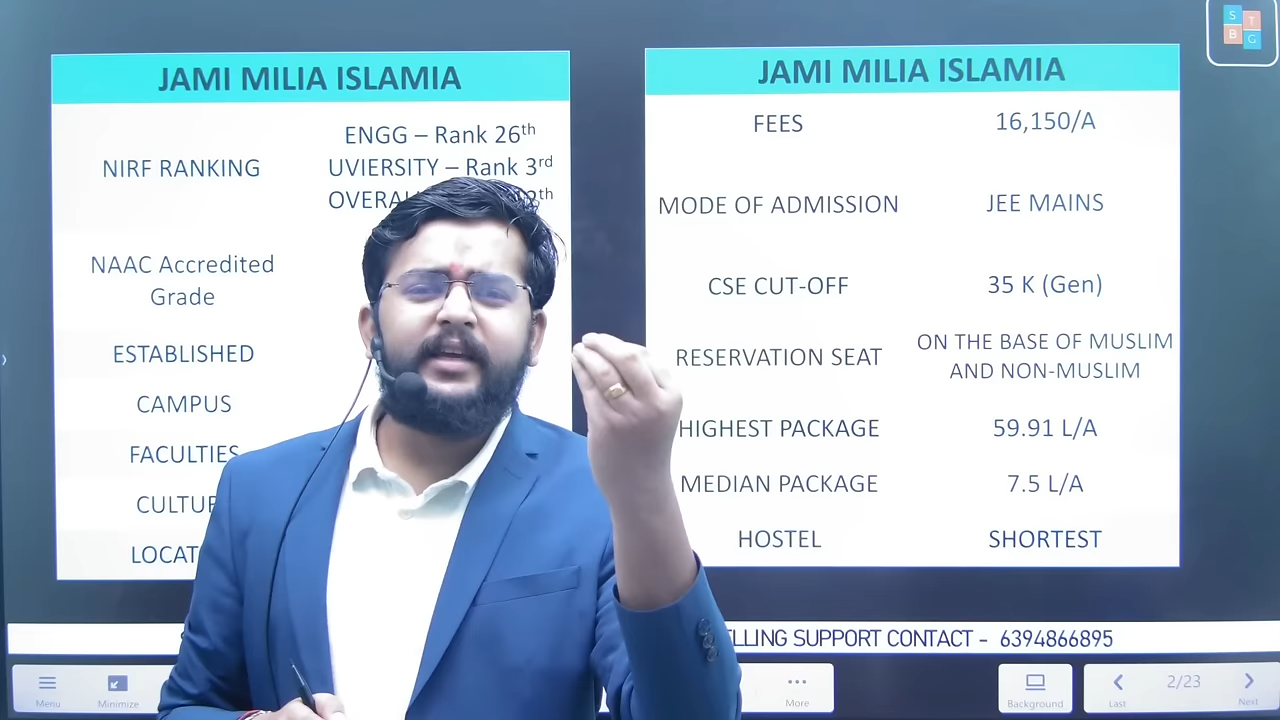 S T
B G
JAMI MILIA ISLAMIA
NIRF RANKING
ENGG – Rank 26th
UVIERSITY – Rank 3rd
NAAC Accredited
Grade
ESTABLISHED
CAMPUS
FACULTIES
JAMI MILIA ISLAMIA
FEES 16,150/A
MODE OF ADMISSION JEE MAINS
CSE CUT-OFF 35 K (Gen)
RESERVATION SEAT
ON THE BASE OF MUSLIM
AND NON-MUSLIM
HIGHEST PACKAGE 59.91 L/A
MEDIAN PACKAGE 7.5 L/A
HOSTEL SHORTEST
SUPPORT CONTACT - 6394866895
Menu
Minimize
More
Background
Last
2/23
Next